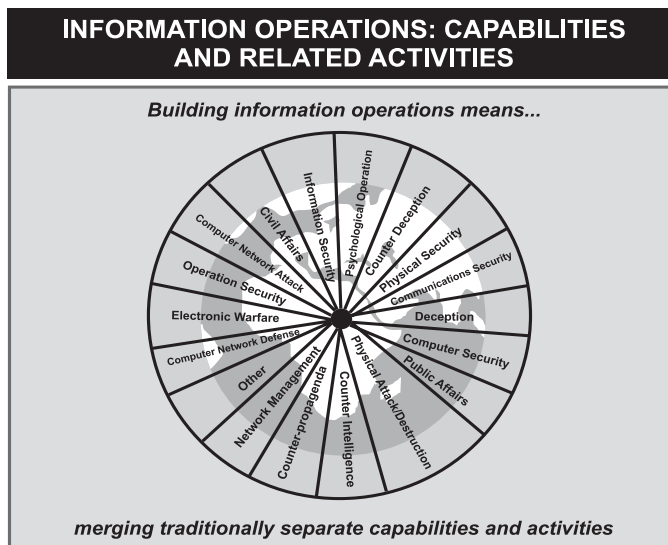 INFORMATION OPERATIONS: CAPABILITIES
AND RELATED ACTIVITIES
Building information operations means...
Psychological Operation
Counter Deception
Physical Security
Communications Security
Deception
Computer Security
Public Affairs
Physical Attack/Destruction
Counter Intelligence
Counter-propaganda
Network Management
Other
Computer Network Defense
Electronic Warfare
Operation Security
Computer Network Attack
Civil Affairs
Information Security
merging traditionally separate capabilities and activities